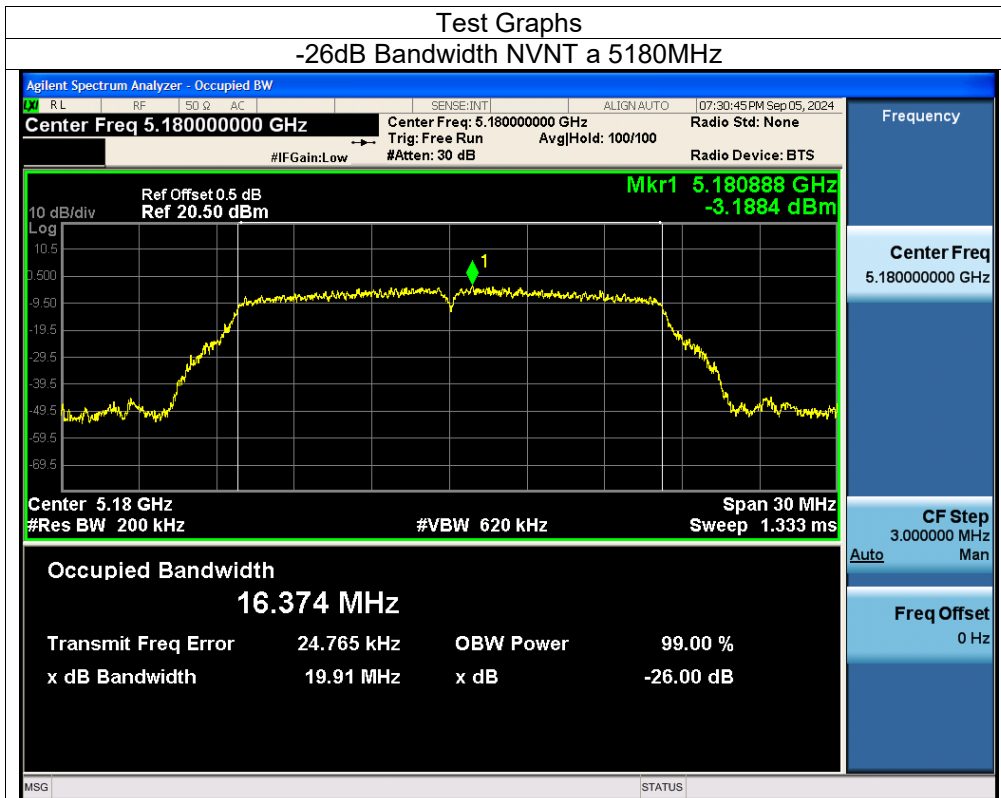 Test Graphs
-26dB Bandwidth NVNT a 5180MHz
Agilent Spectrum Analyzer - Occupied BW
LXI RL RF 50 Ω AC SENSE:INT ALIGN AUTO 07:30:45 PM Sep 05, 2024
Center Freq 5.180000000 GHz
Center Freq: 5.180000000 GHz
Radio Std: None
Trig: Free Run Avg|Hold: 100/100
#IFGain:Low #Atten: 30 dB Radio Device: BTS
Frequency
Mkr1 5.180888 GHz
-3.1884 dBm
Ref Offset 0.5 dB
10 dB/div Ref 20.50 dBm
Log
10.5
0.500
-9.50
-19.5
-29.5
-39.5
-49.5
-59.5
-69.5
1
Center 5.18 GHz Span 30 MHz
#Res BW 200 kHz #VBW 620 kHz Sweep 1.333 ms
Occupied Bandwidth
16.374 MHz
Transmit Freq Error 24.765 kHz OBW Power 99.00 %
x dB Bandwidth 19.91 MHz x dB -26.00 dB
Center Freq
5.180000000 GHz
CF Step
3.000000 MHz
Auto Man
Freq Offset
0 Hz
MSG STATUS